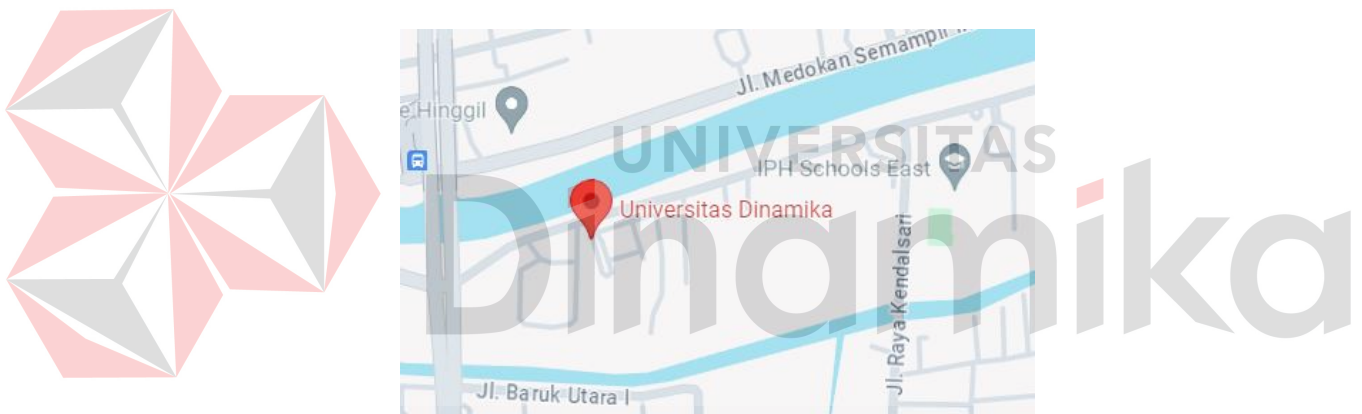 Jl. Medokan Semampir
e Hinggil
UNIVERSITAS
IPH Schools East
Universitas Dinamika
Dinamika
Jl. Raya Kendalsari
Jl. Baruk Utara I